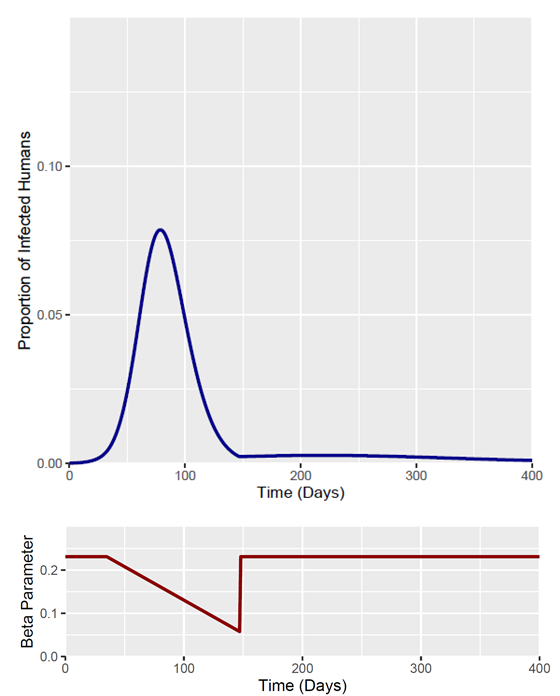 Proportion of Infected Humans
0.10
0.05
0.00
0 100 200 300 400
Time (Days)
Beta Parameter
0.2
0.1
0.0
0 100 200 300 400
Time (Days)